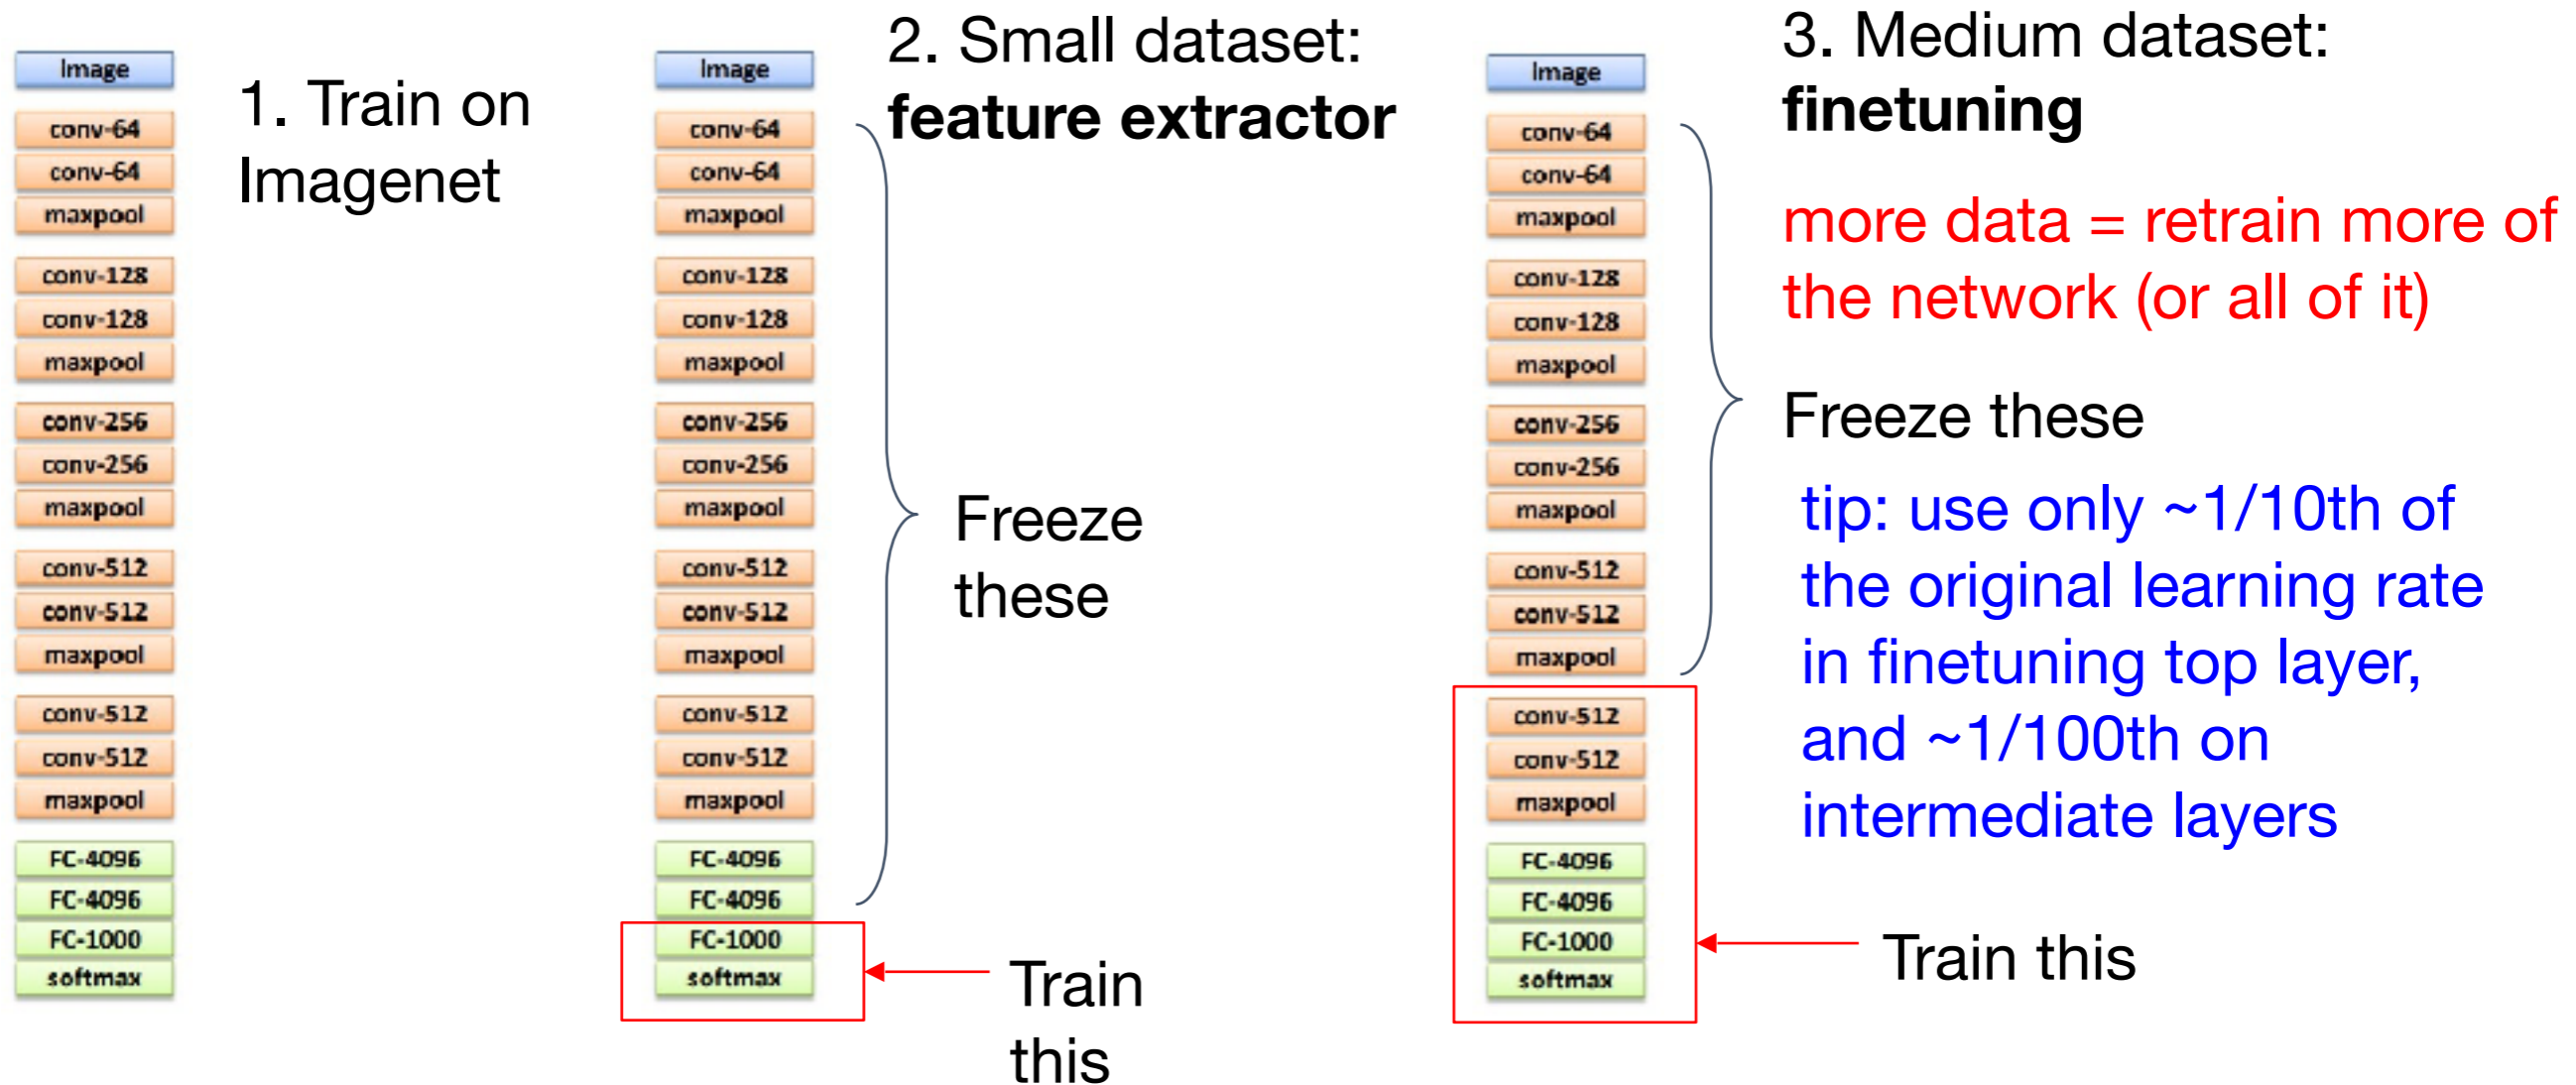 Image
conv-64
conv-64
maxpool
conv-128
conv-128
maxpool
conv-256
conv-256
maxpool
conv-512
conv-512
maxpool
conv-512
conv-512
maxpool
FC-4096
FC-4096
FC-1000
softmax
1. Train on
Imagenet
Image
conv-64
conv-64
maxpool
conv-128
conv-128
maxpool
conv-256
conv-256
maxpool
conv-512
conv-512
maxpool
conv-512
conv-512
maxpool
FC-4096
FC-4096
FC-1000
softmax
2. Small dataset:
feature extractor
Freeze
these
Train
this
Image
conv-64
conv-64
maxpool
conv-128
conv-128
maxpool
conv-256
conv-256
maxpool
conv-512
conv-512
maxpool
conv-512
conv-512
maxpool
FC-4096
FC-4096
FC-1000
softmax
3. Medium dataset:
finetuning
more data = retrain more of
the network (or all of it)
Freeze these
tip: use only ~1/10th of
the original learning rate
in finetuning top layer,
and ~1/100th on
intermediate layers
Train this